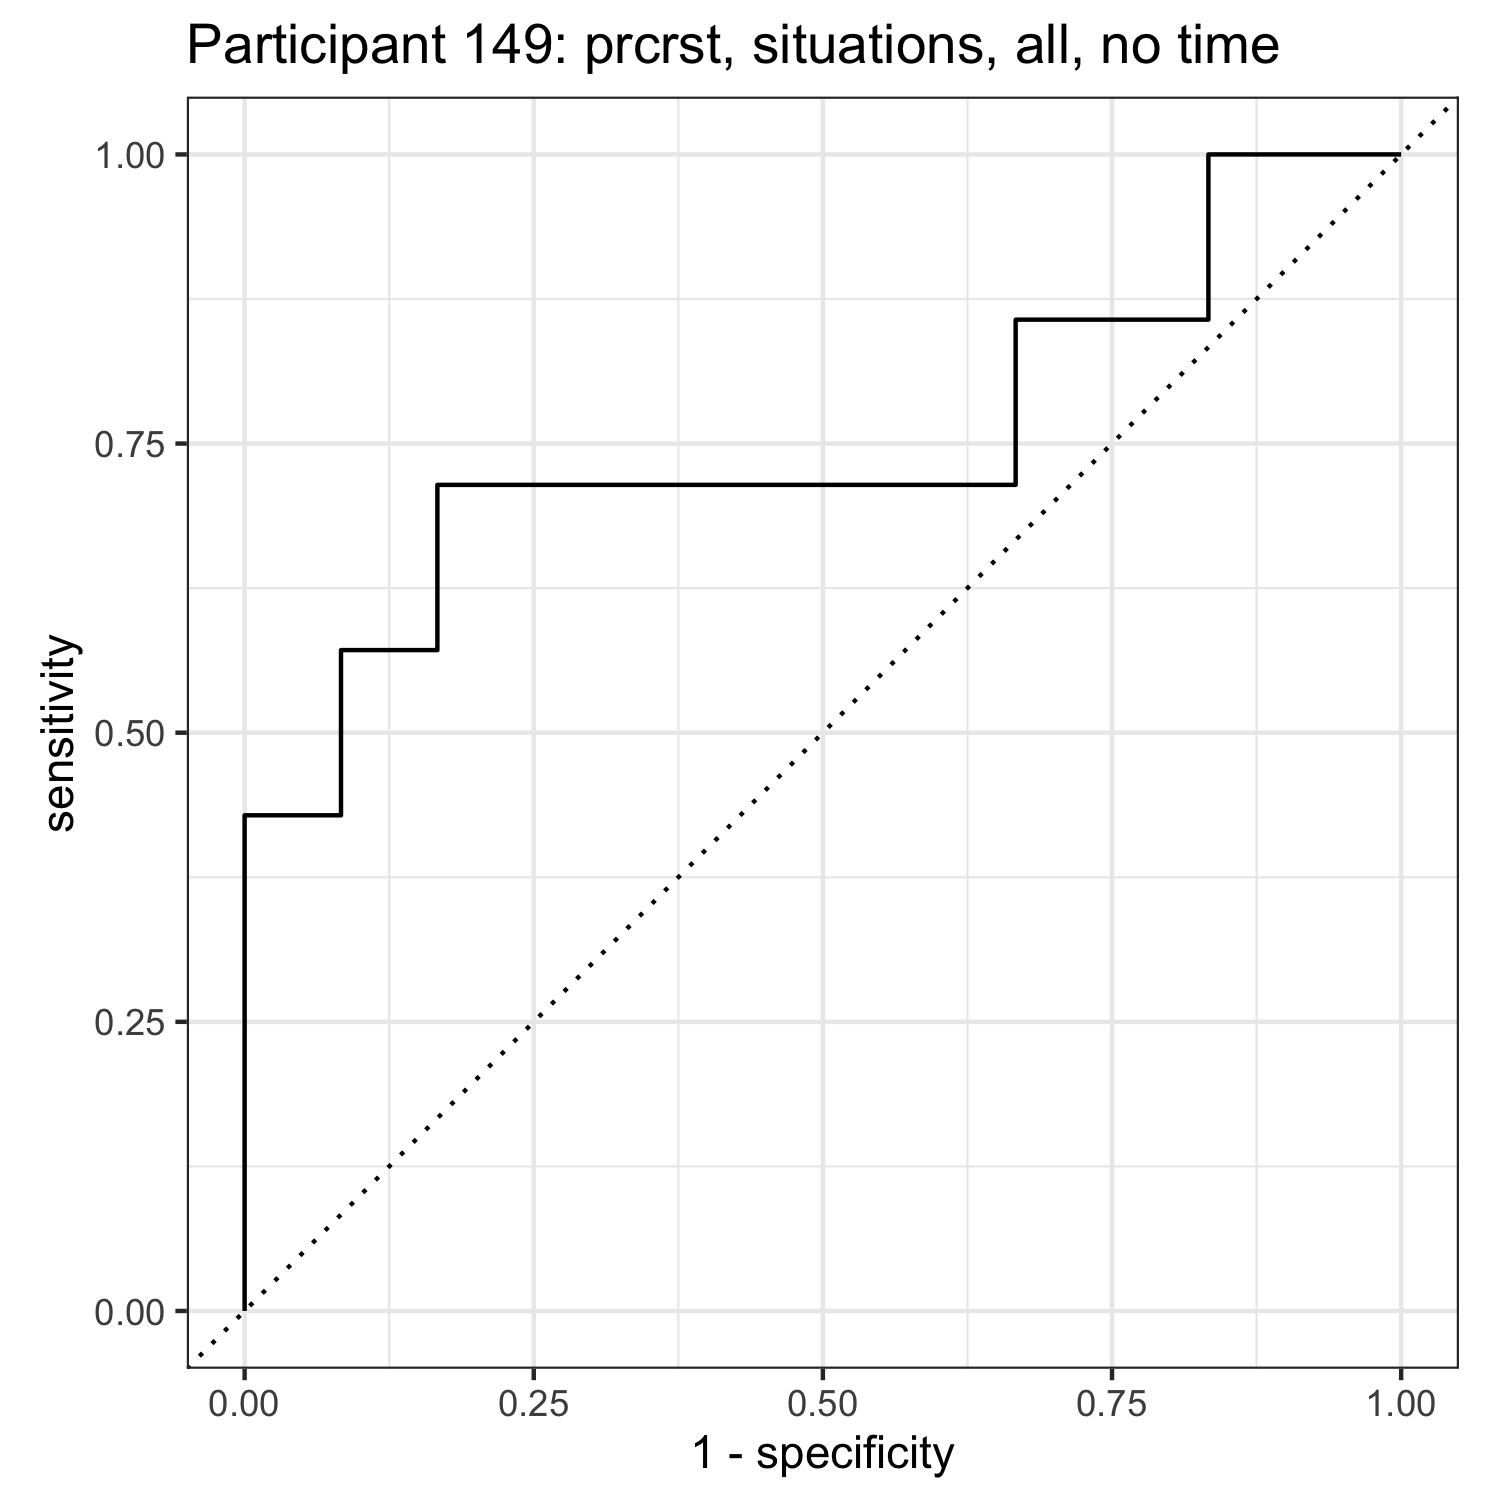 Participant 149: prcrst, situations, all, no time
sensitivity
1.00
0.75
0.50
0.25
0.00
0.00 0.25 0.50 0.75 1.00
1 - specificity